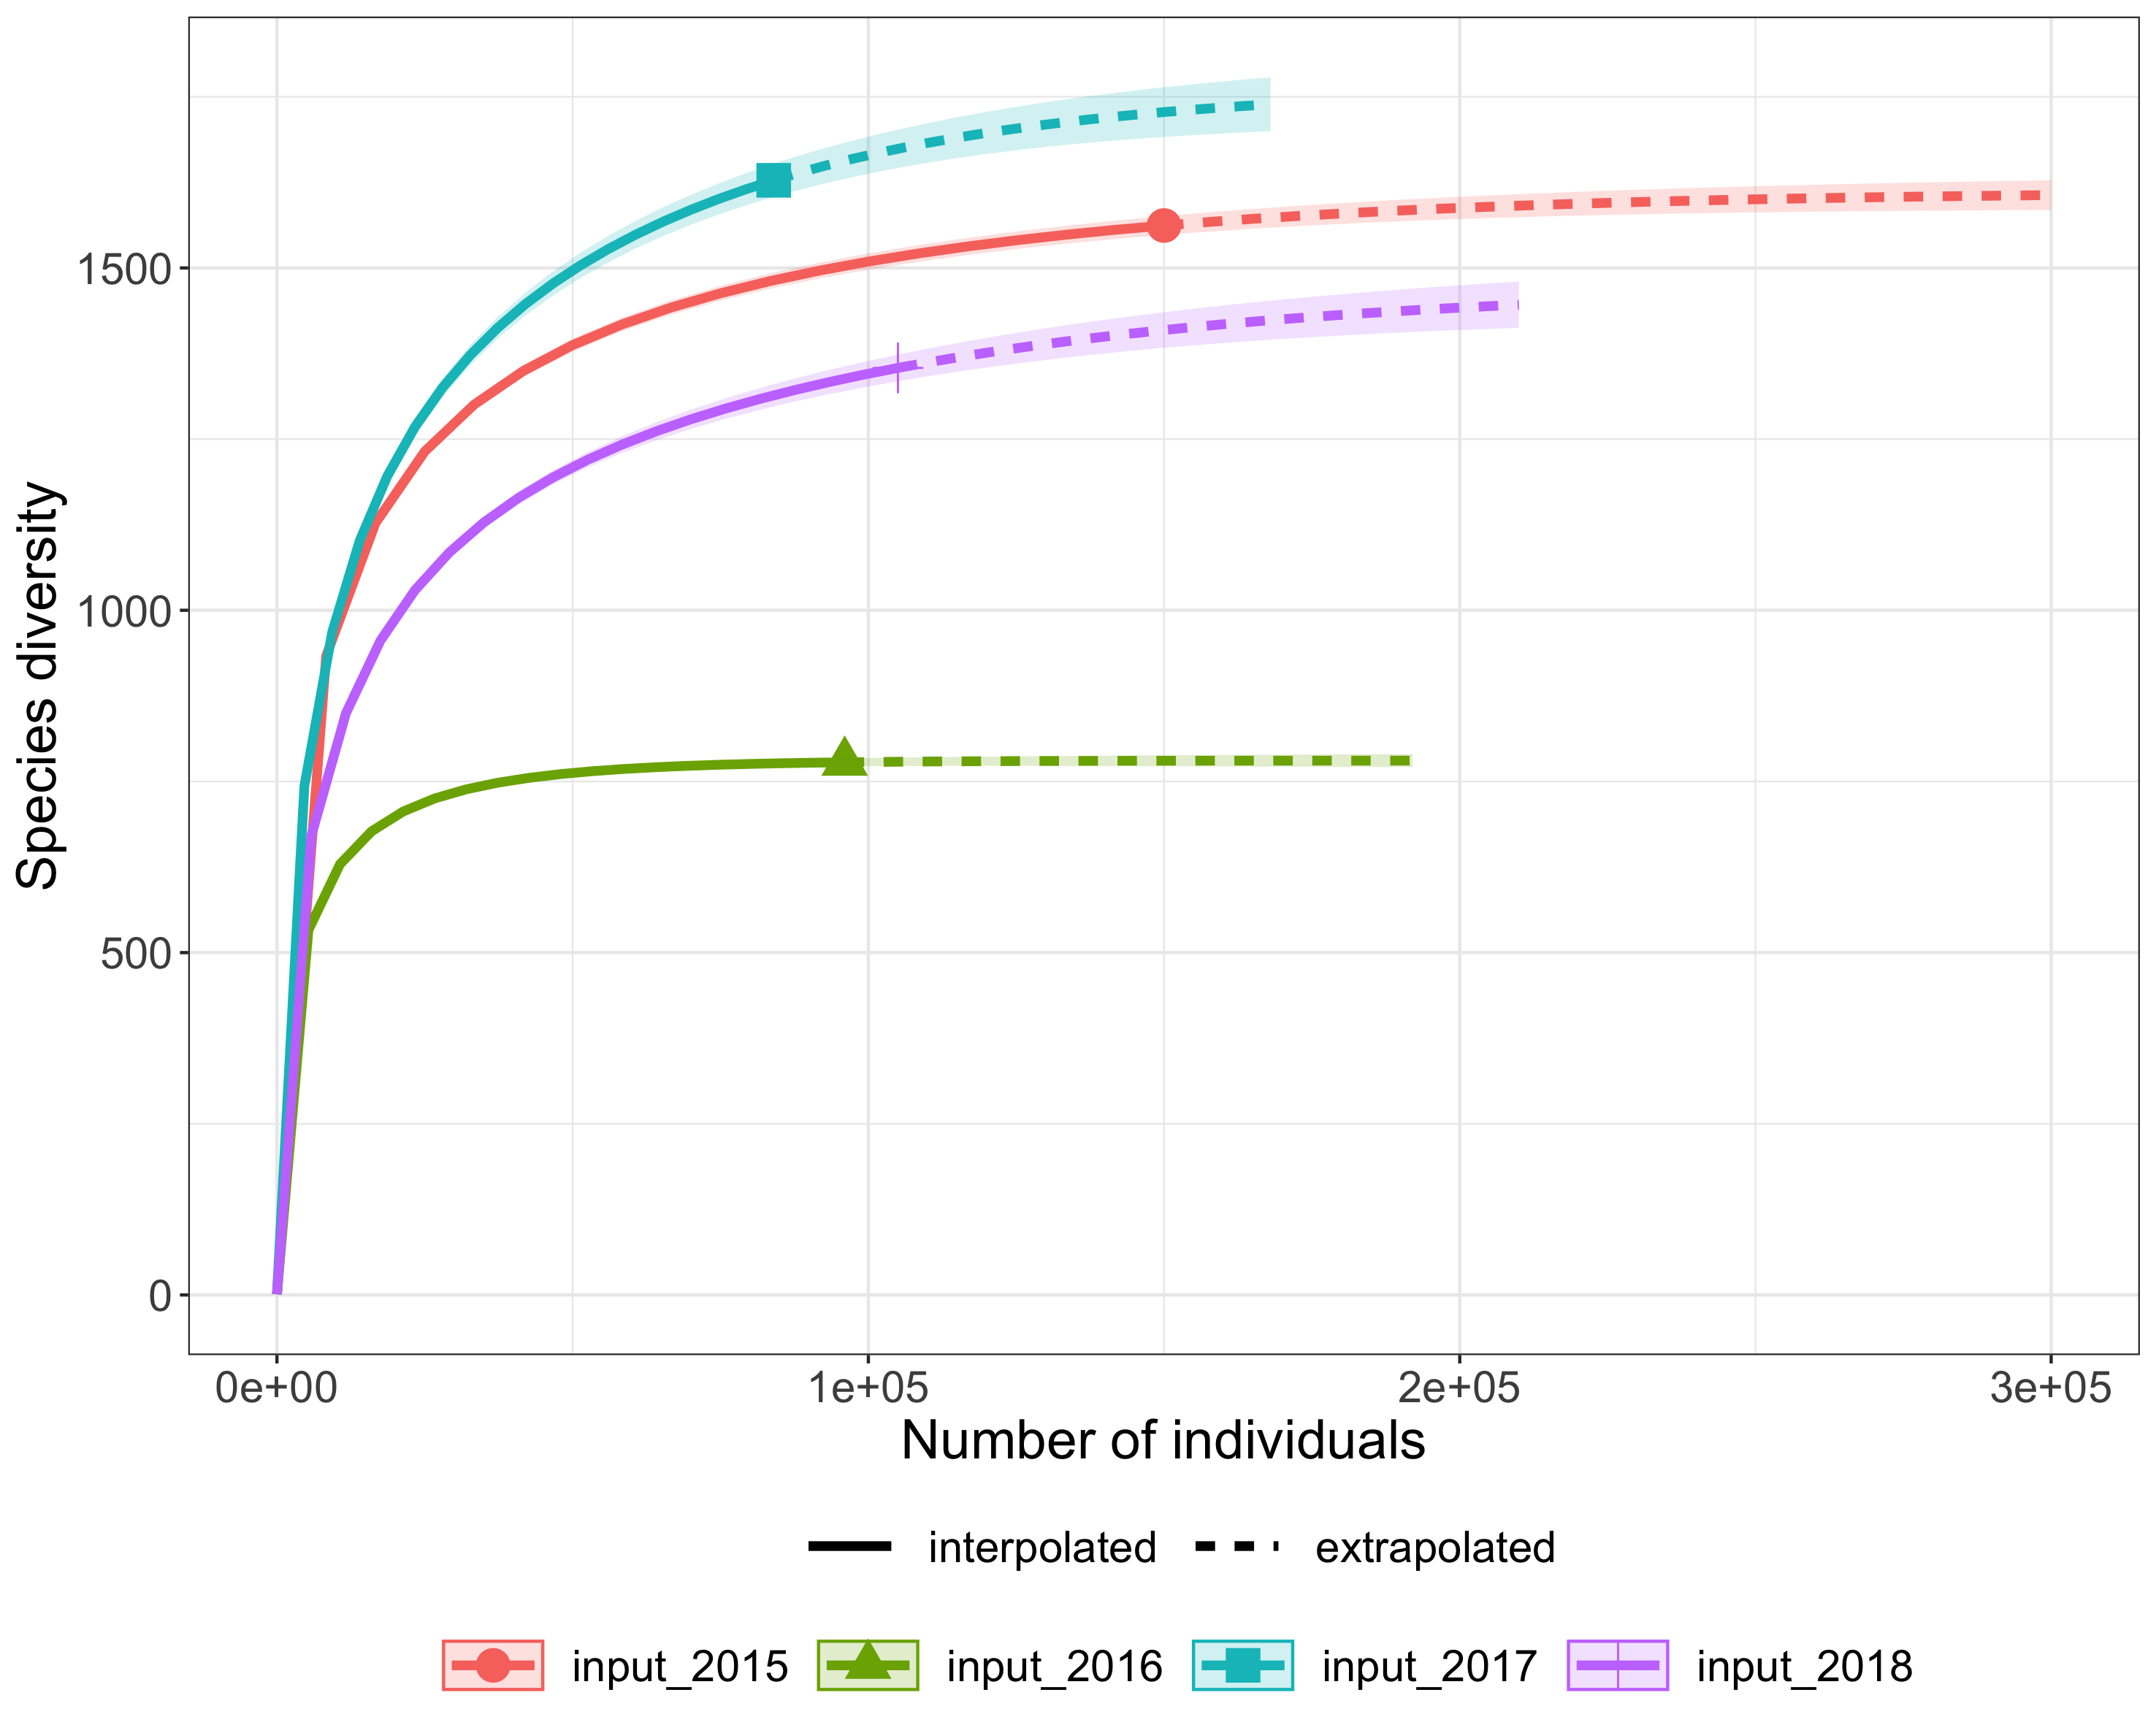 Species diversity
1500
1000
500
0
0e+00 1e+05 2e+05 3e+05
Number of individuals
interpolated extrapolated
input_2015 input_2016 input_2017 input_2018